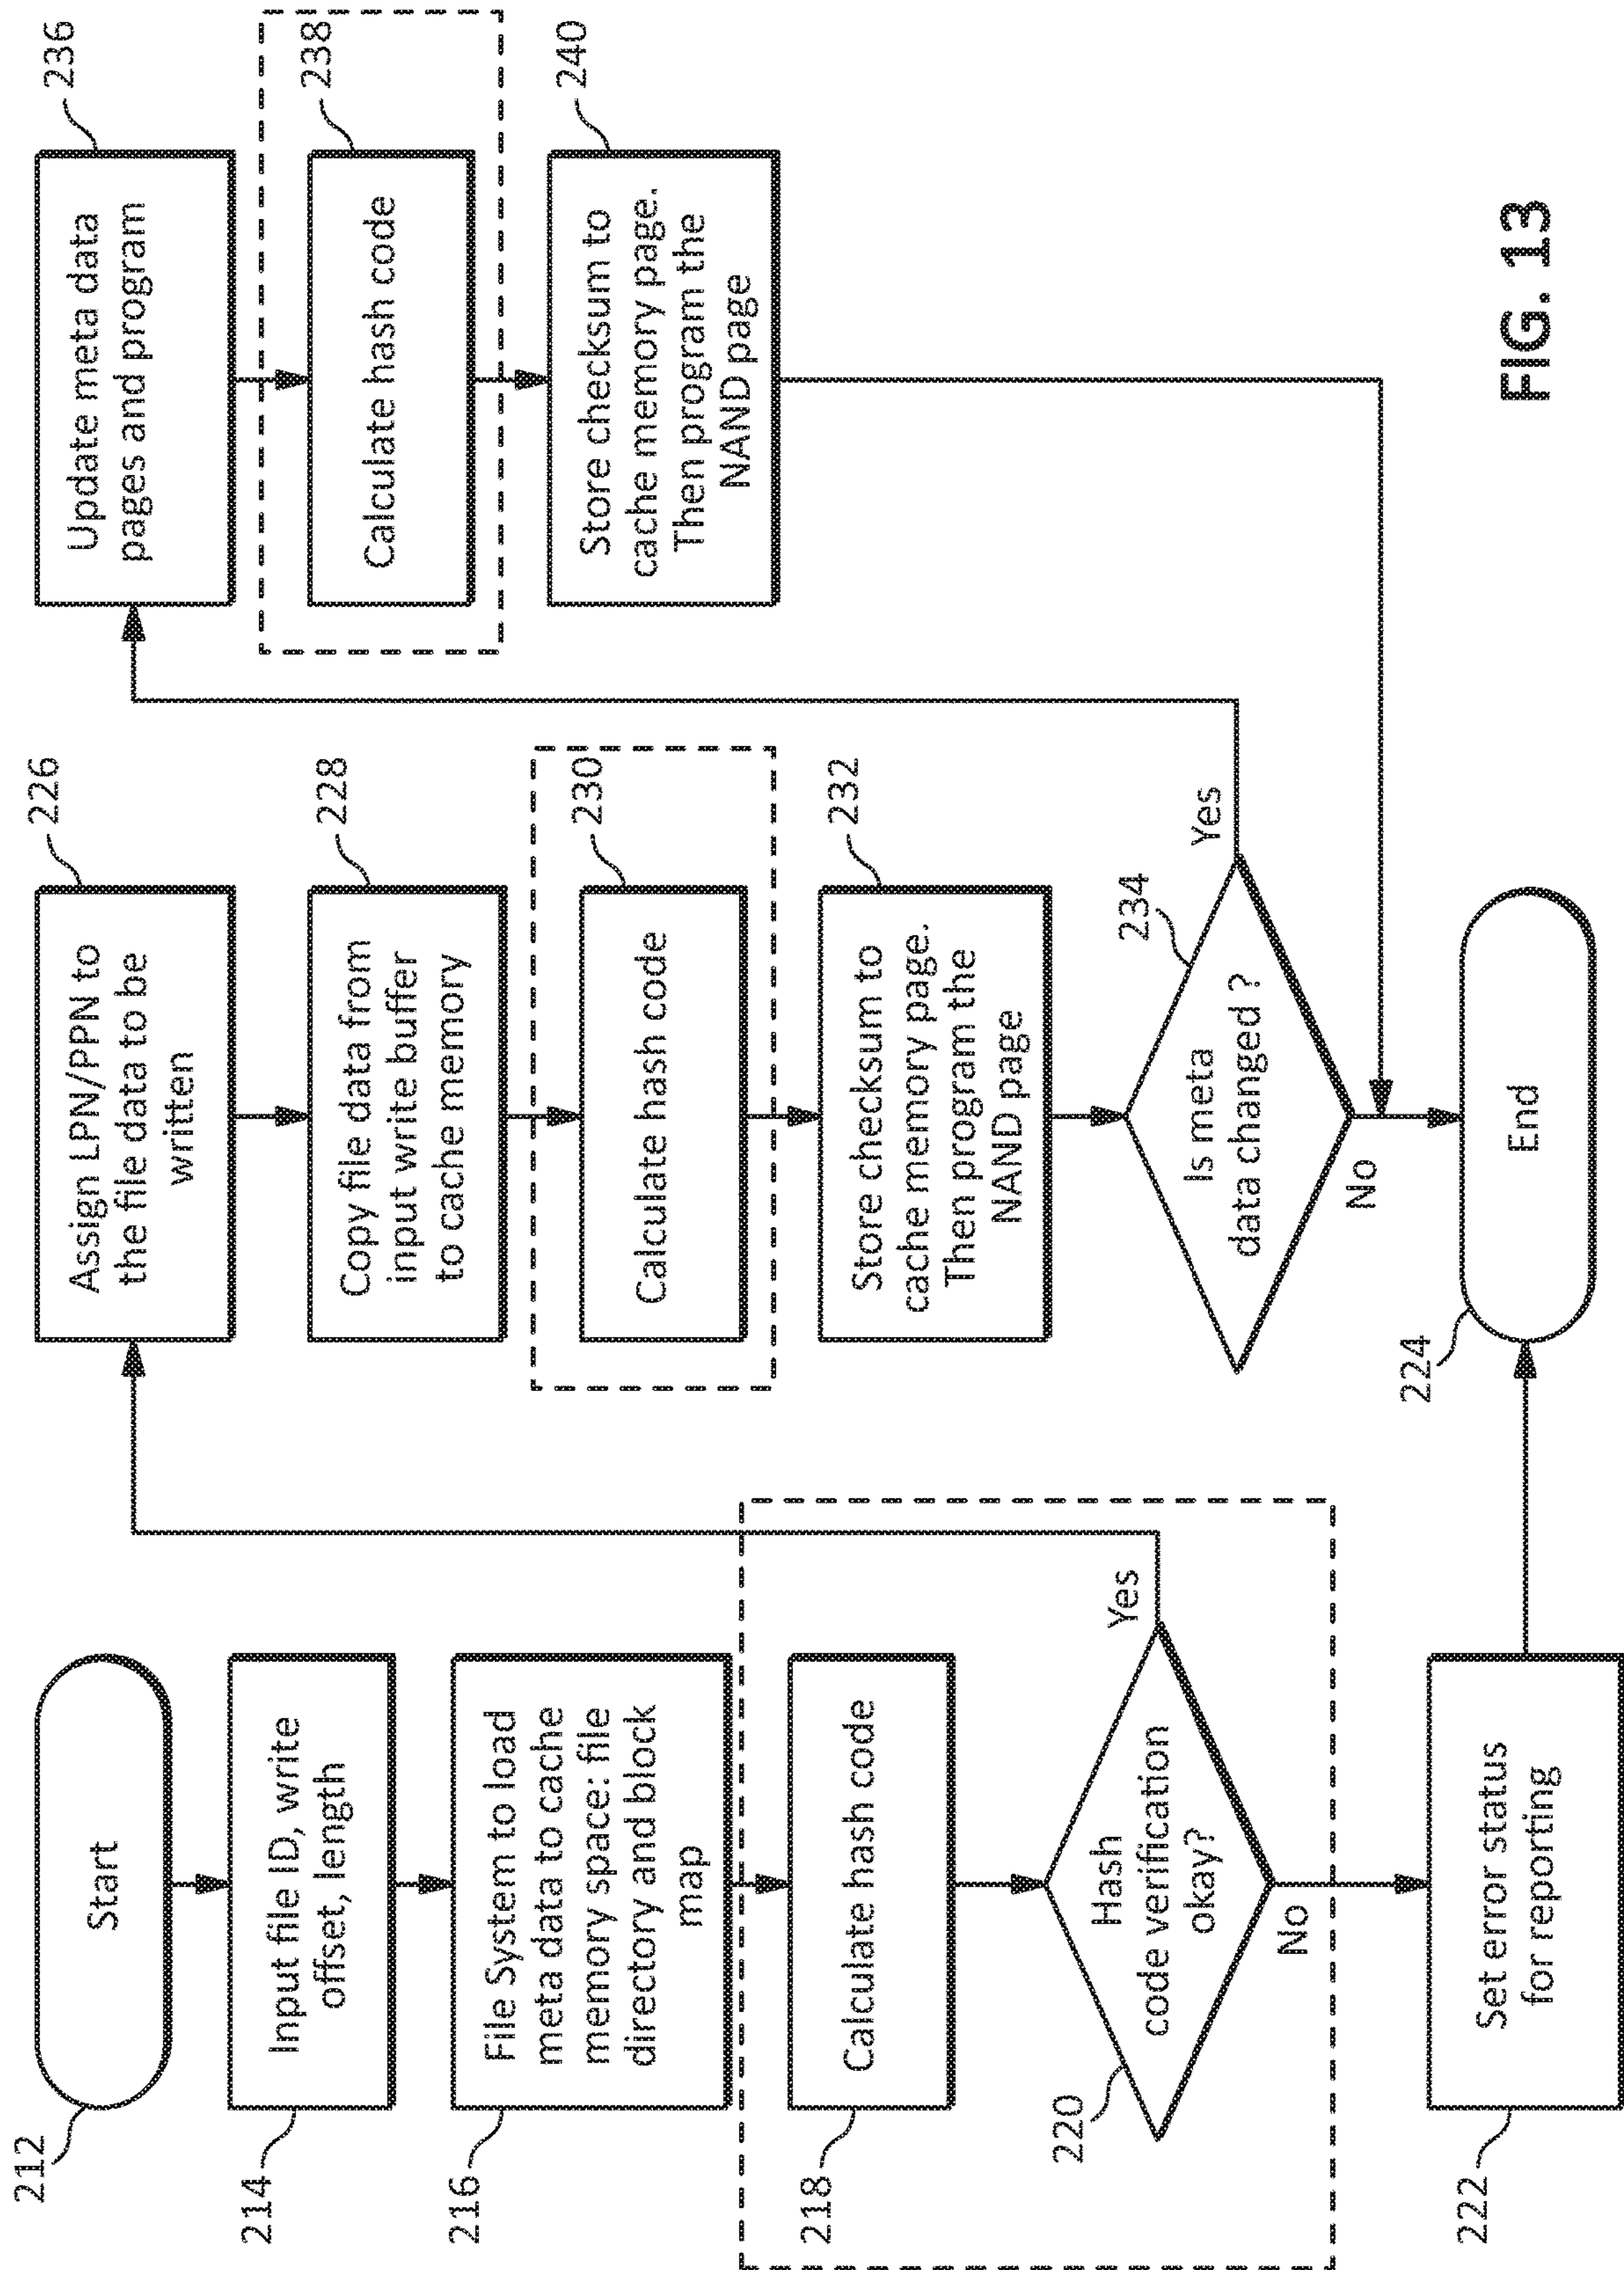 212
Start
214
Input file ID, write
offset, length
216
File System to load
meta data to cache
memory space: file
directory and block
map
218
Calculate hash code
220
Hash
code verification
okay?
Yes
No
222
Set error status
for reporting
226
Assign LPN/PPN to
the file data to be
written
228
Copy file data from
input write buffer
to cache memory
230
Calculate hash code
232
Store checksum to
cache memory page.
Then program the
NAND page
234
Is meta
data changed ?
Yes
No
224
End
236
Update meta data
pages and program
238
Calculate hash code
240
Store checksum to
cache memory page.
Then program the
NAND page
FIG. 13